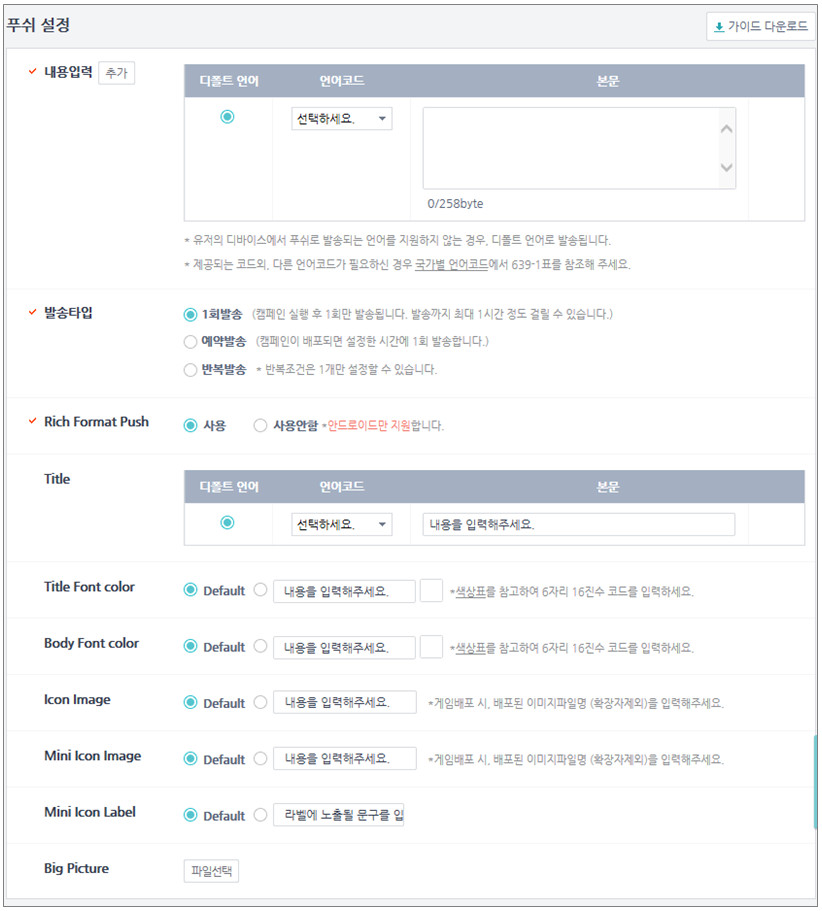 푸쉬 설정
가이드 다운로드
내용입력 추가
디폴트 언어 언어코드 본문
선택하세요.
0/258byte
* 유저의 디바이스에서 푸쉬로 발송되는 언어를 지원하지 않는 경우, 디폴트 언어로 발송됩니다.
* 제공되는 코드외, 다른 언어코드가 필요하신 경우 국가별 언어코드에서 639-1표를 참조해 주세요.
발송타입 1회발송 (캠페인 실행 후 1회만 발송됩니다. 발송까지 최대 1시간 정도 걸릴 수 있습니다.)
예약발송 (캠페인이 배포되면 설정한 시간에 1회 발송합니다.)
반복발송 * 반복조건은 1개만 설정할 수 있습니다.
Rich Format Push 사용 사용안함 *안드로이드만 지원합니다.
Title
디폴트 언어 언어코드 본문
선택하세요. 내용을 입력해주세요.
Title Font color Default 내용을 입력해주세요. *색상표를 참고하여 6자리 16진수 코드를 입력하세요.
Body Font color Default 내용을 입력해주세요. *색상표를 참고하여 6자리 16진수 코드를 입력하세요.
Icon Image Default 내용을 입력해주세요. *게임배포 시, 배포된 이미지파일명 (확장자제외)을 입력해주세요.
Mini Icon Image Default 내용을 입력해주세요. *게임배포 시, 배포된 이미지파일명 (확장자제외)을 입력해주세요.
Mini Icon Label Default 라벨에 노출될 문구를 입
Big Picture 파일선택